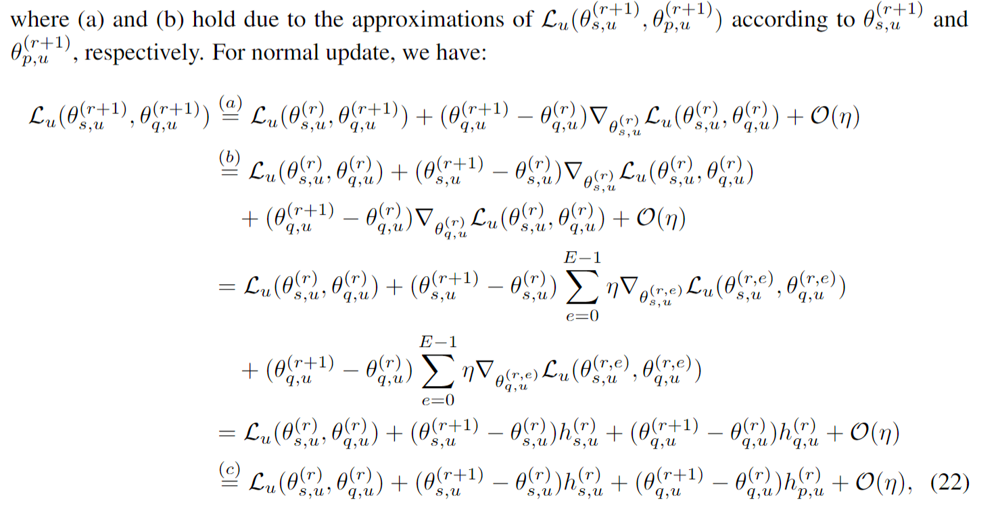 where (a) and (b) hold due to the approximations of $\mathcal{L}_u(\theta_{s,u}^{(r+1)}, \theta_{p,u}^{(r+1)})$ according to $\theta_{s,u}^{(r+1)}$ and
$\theta_{p,u}^{(r+1)}$, respectively. For normal update, we have:
$\mathcal{L}_u(\theta_{s,u}^{(r+1)}, \theta_{q,u}^{(r+1)}) \overset{(a)}{=} \mathcal{L}_u(\theta_{s,u}^{(r)}, \theta_{q,u}^{(r+1)}) + (\theta_{q,u}^{(r+1)} - \theta_{q,u}^{(r)}) \nabla_{\theta_{s,u}^{(r)}} \mathcal{L}_u(\theta_{s,u}^{(r)}, \theta_{q,u}^{(r)}) + \mathcal{O}(\eta)$
$\overset{(b)}{=} \mathcal{L}_u(\theta_{s,u}^{(r)}, \theta_{q,u}^{(r)}) + (\theta_{s,u}^{(r+1)} - \theta_{s,u}^{(r)}) \nabla_{\theta_{s,u}^{(r)}} \mathcal{L}_u(\theta_{s,u}^{(r)}, \theta_{q,u}^{(r)})$
$+ (\theta_{q,u}^{(r+1)} - \theta_{q,u}^{(r)}) \nabla_{\theta_{q,u}^{(r)}} \mathcal{L}_u(\theta_{s,u}^{(r)}, \theta_{q,u}^{(r)}) + \mathcal{O}(\eta)$
$= \mathcal{L}_u(\theta_{s,u}^{(r)}, \theta_{q,u}^{(r)}) + (\theta_{s,u}^{(r+1)} - \theta_{s,u}^{(r)}) \sum_{e=0}^{E-1} \eta \nabla_{\theta_{s,u}^{(r,e)}} \mathcal{L}_u(\theta_{s,u}^{(r,e)}, \theta_{q,u}^{(r,e)})$
$+ (\theta_{q,u}^{(r+1)} - \theta_{q,u}^{(r)}) \sum_{e=0}^{E-1} \eta \nabla_{\theta_{q,u}^{(r,e)}} \mathcal{L}_u(\theta_{s,u}^{(r,e)}, \theta_{q,u}^{(r,e)})$
$= \mathcal{L}_u(\theta_{s,u}^{(r)}, \theta_{q,u}^{(r)}) + (\theta_{s,u}^{(r+1)} - \theta_{s,u}^{(r)}) h_{s,u}^{(r)} + (\theta_{q,u}^{(r+1)} - \theta_{q,u}^{(r)}) h_{q,u}^{(r)} + \mathcal{O}(\eta)$
$\overset{(c)}{=} \mathcal{L}_u(\theta_{s,u}^{(r)}, \theta_{q,u}^{(r)}) + (\theta_{s,u}^{(r+1)} - \theta_{s,u}^{(r)}) h_{s,u}^{(r)} + (\theta_{q,u}^{(r+1)} - \theta_{q,u}^{(r)}) h_{p,u}^{(r)} + \mathcal{O}(\eta), \quad (22)$